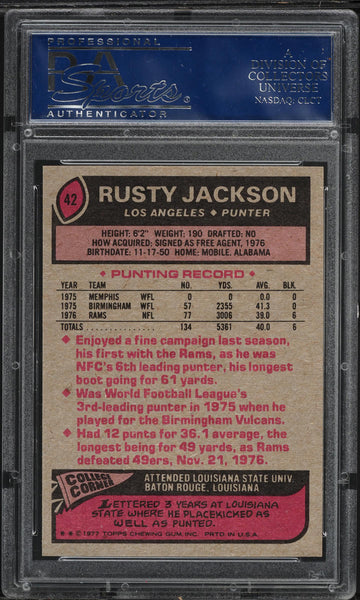 PROFESSIONAL
PSA
Sports
®
AUTHENTICATOR
A
DIVISION OF
COLLECTORS
UNIVERSE
NASDAQ: CLCT
42
RUSTY JACKSON
LOS ANGELES ♦ PUNTER
HEIGHT: 6'2" WEIGHT: 190 DRAFTED: NO
HOW ACQUIRED: SIGNED AS FREE AGENT, 1976
BIRTHDATE: 11-17-50 HOME: MOBILE, ALABAMA
♦ PUNTING RECORD ♦
YEAR TEAM NO. YDS. AVG. BLK.
1975 MEMPHIS WFL 0 0 0.0 0
1975 BIRMINGHAM WFL 57 2355 41.3 0
1976 RAMS NFL 77 3006 39.0 6
TOTALS 134 5361 40.0 6
♦ Enjoyed a fine campaign last season,
his first with the Rams, as he was
NFC's 6th leading punter, his longest
boot going for 61 yards.
♦ Was World Football League's
3rd-leading punter in 1975 when he
played for the Birmingham Vulcans.
♦ Had 12 punts for 36.1 average, the
longest being for 49 yards, as Rams
defeated 49ers, Nov. 21, 1976.
COLLEGE
CORNER
ATTENDED LOUISIANA STATE UNIV.
BATON ROUGE, LOUISIANA
LETTERED 3 YEARS AT LOUISIANA
STATE WHERE HE PLACEKICKED AS
WELL AS PUNTED.
★ ★ © 1977 TOPPS CHEWING GUM, INC. PRTD. IN U.S.A.